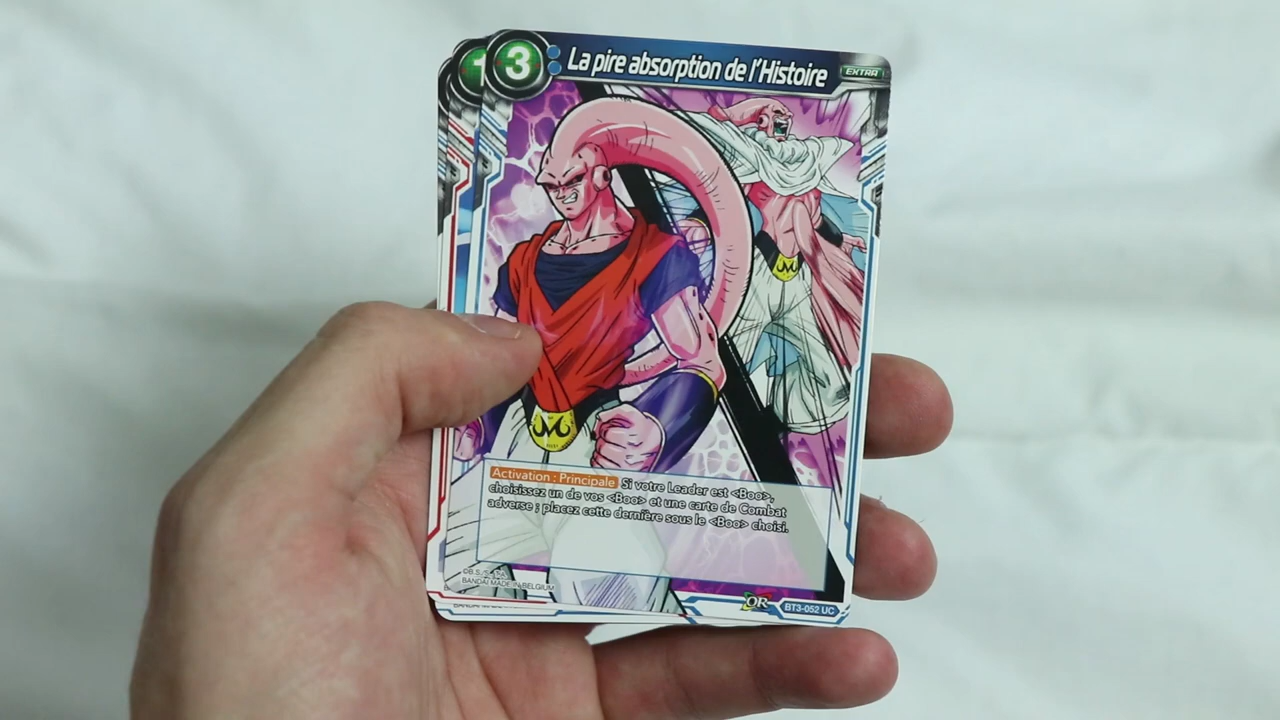 1
3
La pire absorption de l'Histoire
EXTRA
Activation : Principale Si votre Leader est <Boo>,
choisissez un de vos <Boo> et une carte de Combat
adverse ; placez cette dernière sous le <Boo> choisi.
BANDAI MADE IN BELGIUM
OR
BT3-052 UC